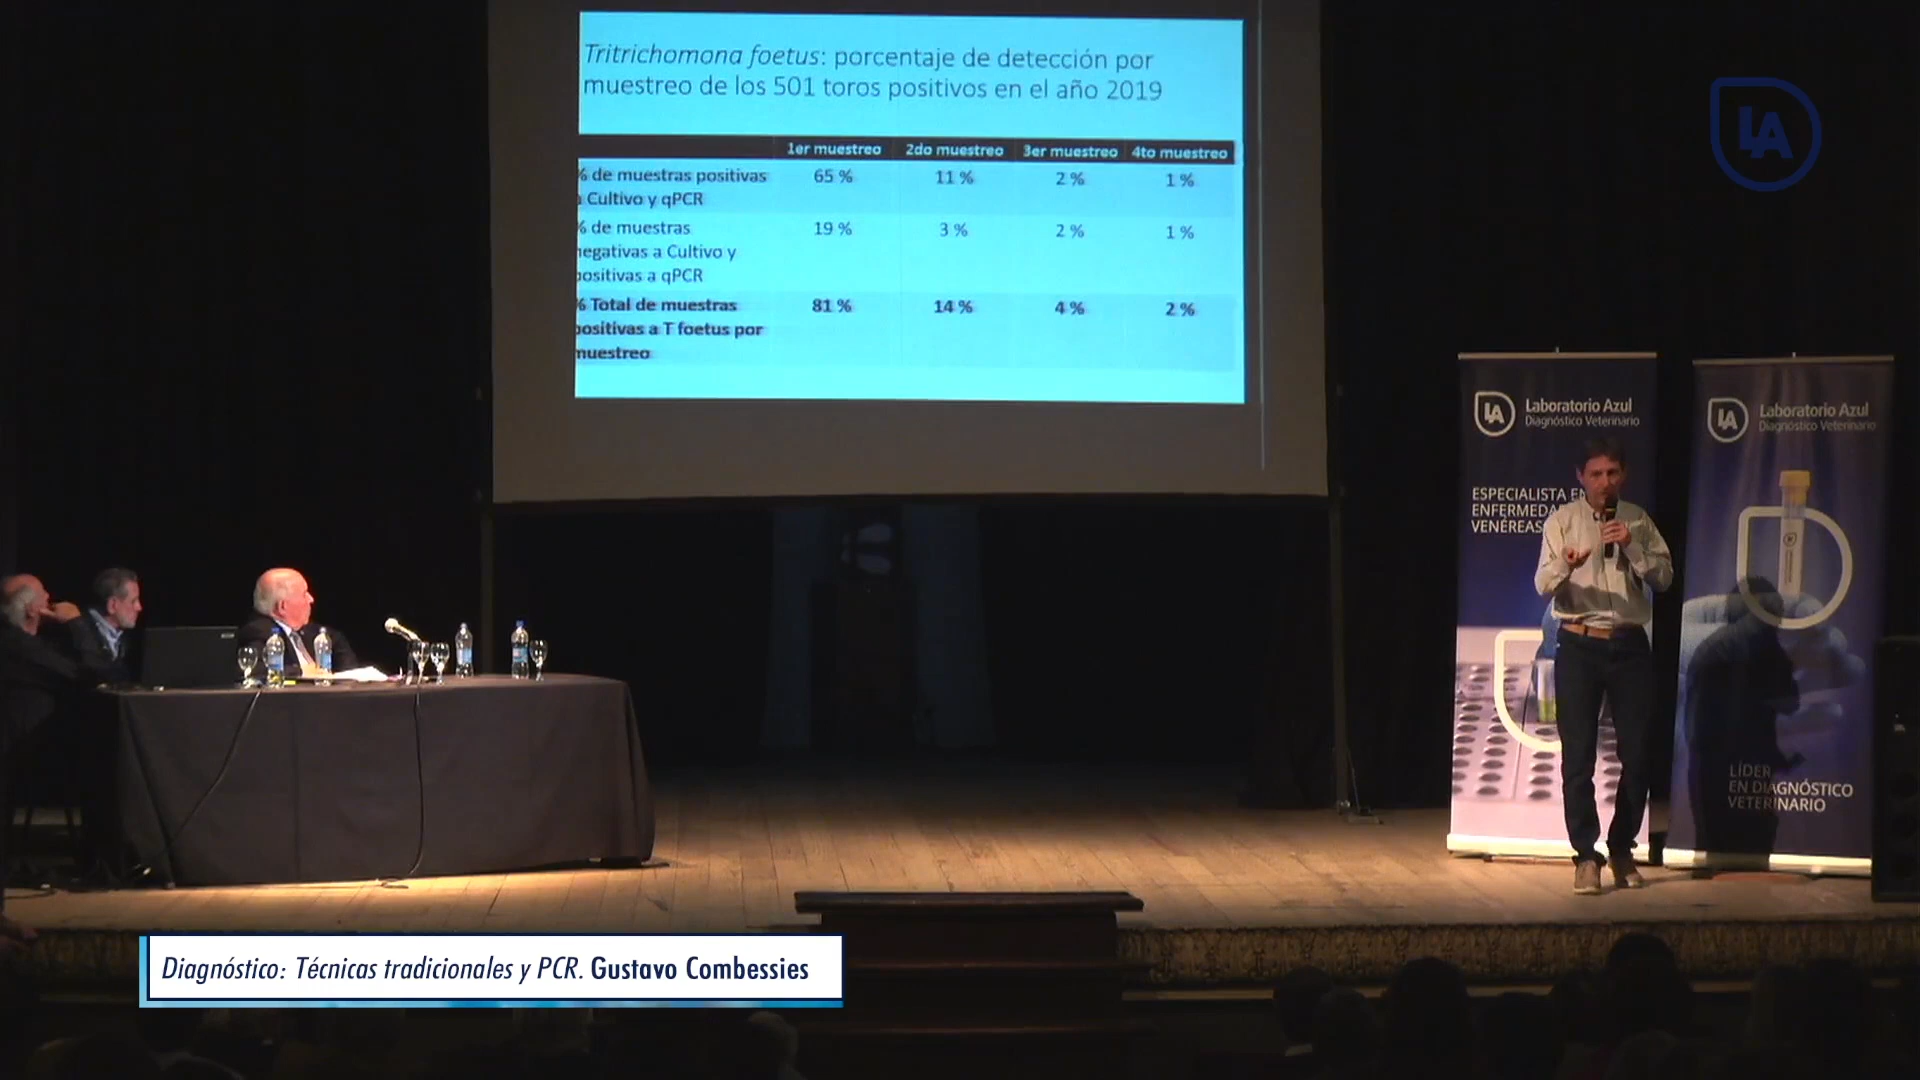 Tritrichomona foetus: porcentaje de detección por
muestreo de los 501 toros positivos en el año 2019
1er muestreo 2do muestreo 3er muestreo 4to muestreo
% de muestras positivas 65 % 11 % 2 % 1 %
a Cultivo y qPCR
% de muestras 19 % 3 % 2 % 1 %
negativas a Cultivo y
positivas a qPCR
% Total de muestras 81 % 14 % 4 % 2 %
positivas a T foetus por
muestreo
LA
LA Laboratorio Azul
Diagnóstico Veterinario
ESPECIALISTA EN
ENFERMEDA
VENÉREAS
LA Laboratorio Azul
Diagnóstico Veterinario
LÍDER
EN DIAGNÓSTICO
VETERINARIO
Diagnóstico: Técnicas tradicionales y PCR. Gustavo Combessies